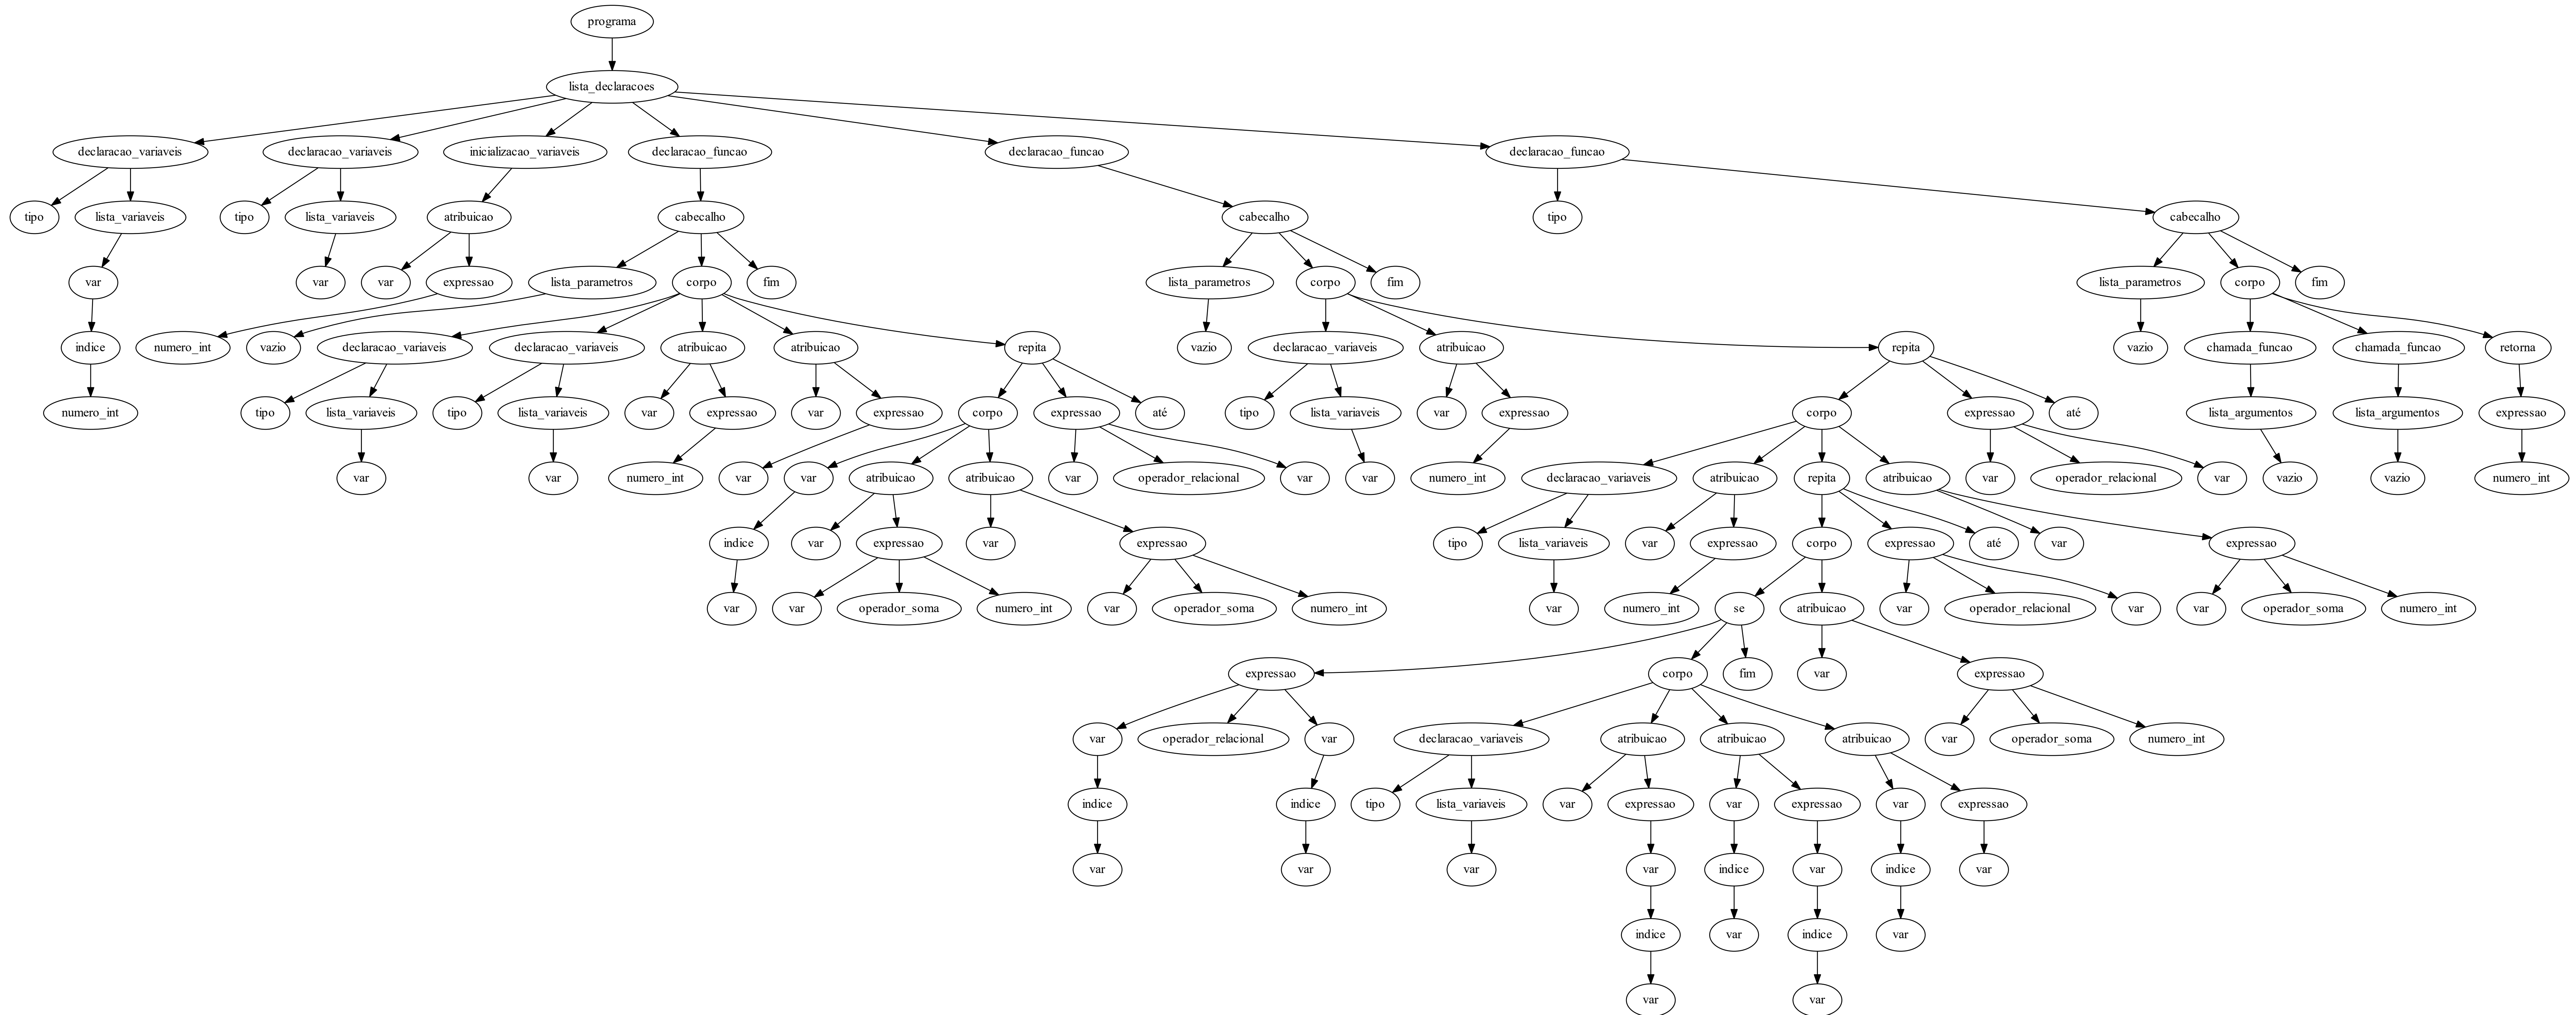 programa
lista_declaracoes
declaracao_variaveis declaracao_variaveis inicializacao_variaveis declaracao_funcao declaracao_funcao declaracao_funcao
tipo lista_variaveis tipo lista_variaveis atribuicao cabecalho cabecalho tipo cabecalho
var var var expressao lista_parametros corpo fim lista_parametros corpo fim lista_parametros corpo fim
indice numero_int vazio declaracao_variaveis declaracao_variaveis atribuicao atribuicao repita vazio declaracao_variaveis atribuicao repita vazio chamada_funcao chamada_funcao retorna
numero_int tipo lista_variaveis tipo lista_variaveis var expressao var expressao corpo expressao até tipo lista_variaveis var expressao corpo expressao até lista_argumentos lista_argumentos expressao
var var numero_int var var atribuicao atribuicao var operador_relacional var var numero_int declaracao_variaveis atribuicao repita atribuicao var operador_relacional var vazio vazio numero_int
indice var expressao var expressao tipo lista_variaveis var expressao corpo expressao até var expressao
var var operador_soma numero_int var operador_soma numero_int var numero_int se atribuicao var operador_relacional var var operador_soma numero_int
expressao corpo fim var expressao
var operador_relacional var declaracao_variaveis atribuicao atribuicao atribuicao var operador_soma numero_int
indice indice tipo lista_variaveis var expressao var expressao var expressao
var var var var indice var indice var
indice var indice var
var var